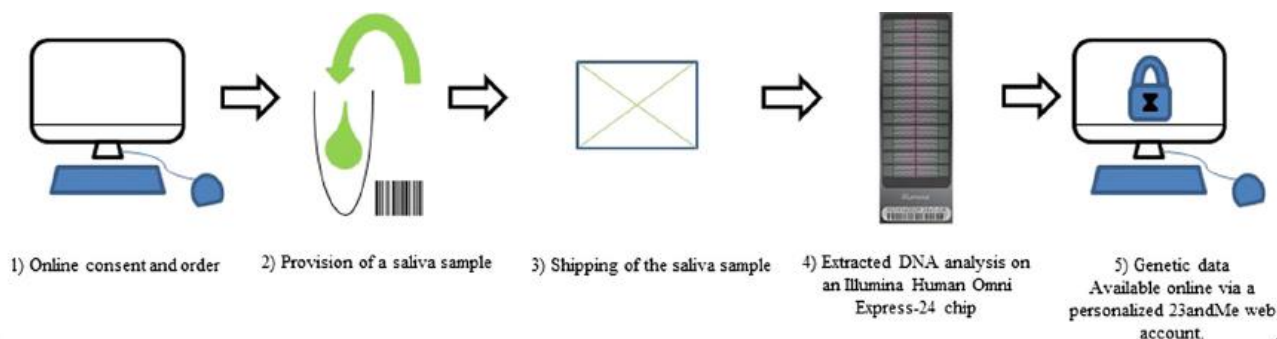 1) Online consent and order
2) Provision of a saliva sample
3) Shipping of the saliva sample
4) Extracted DNA analysis on
an Illumina Human Omni
Express-24 chip
5) Genetic data
Available online via a
personalized 23andMe web
account.